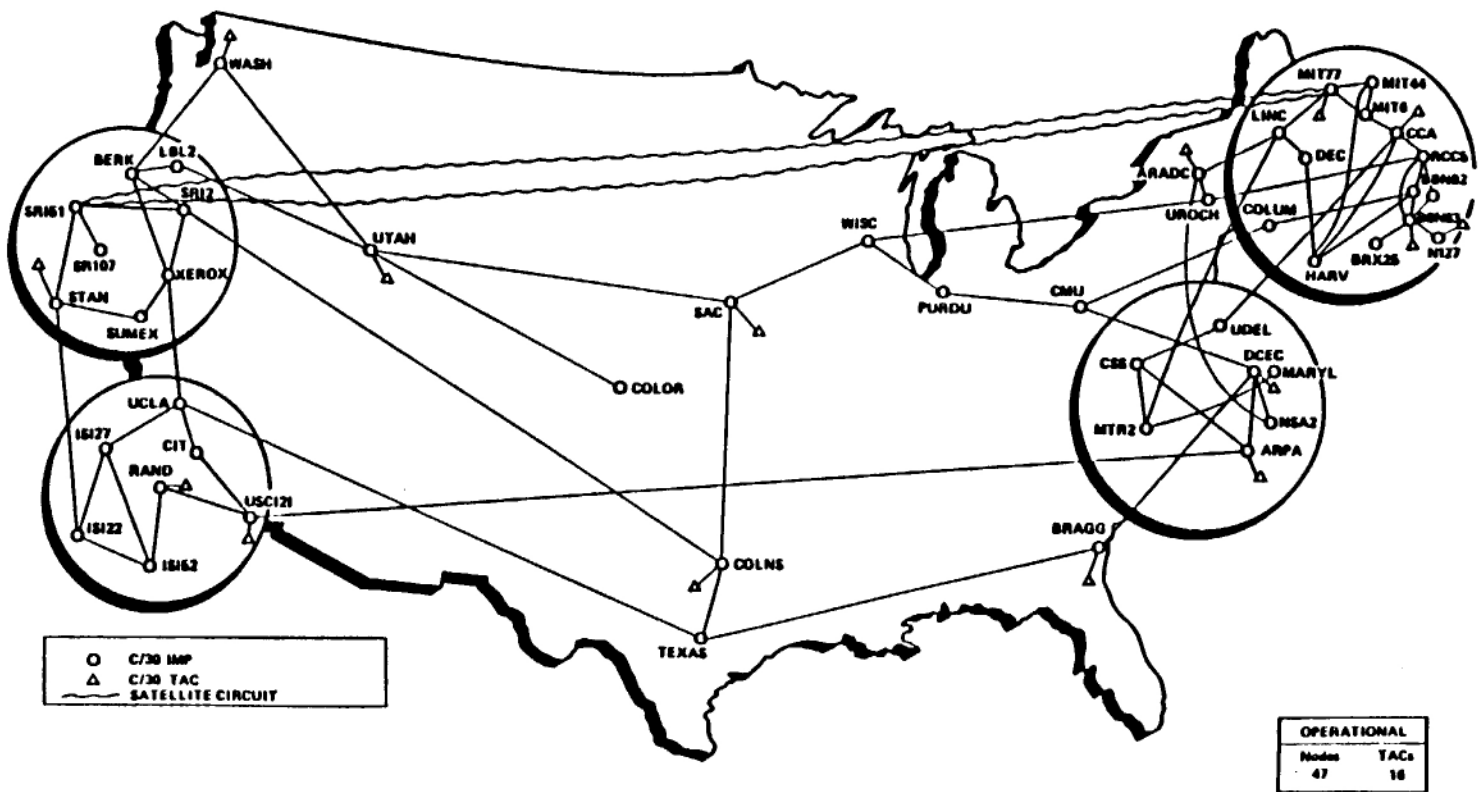 WASH
MIT77
MIT44
MIT6
LINC
CCA
BERK
LBL2
DEC
RCC5
ARADC
BBN82
SRI51
SRI2
UROCH
COLUM
WISC
UTAH
SRI07
BRX25
N127
HARV
XEROX
STAN
SUMEX
SAC
PURDU
CMU
UDEL
CSS
DCEC
MARYL
COLOR
UCLA
ISI27
CIT
MTR2
NSA2
RAND
ARPA
USC121
ISI22
BRAGG
ISI52
COLNS
TEXAS
C/30 IMP
C/30 TAC
SATELLITE CIRCUIT
OPERATIONAL
Nodes TACs
47 16